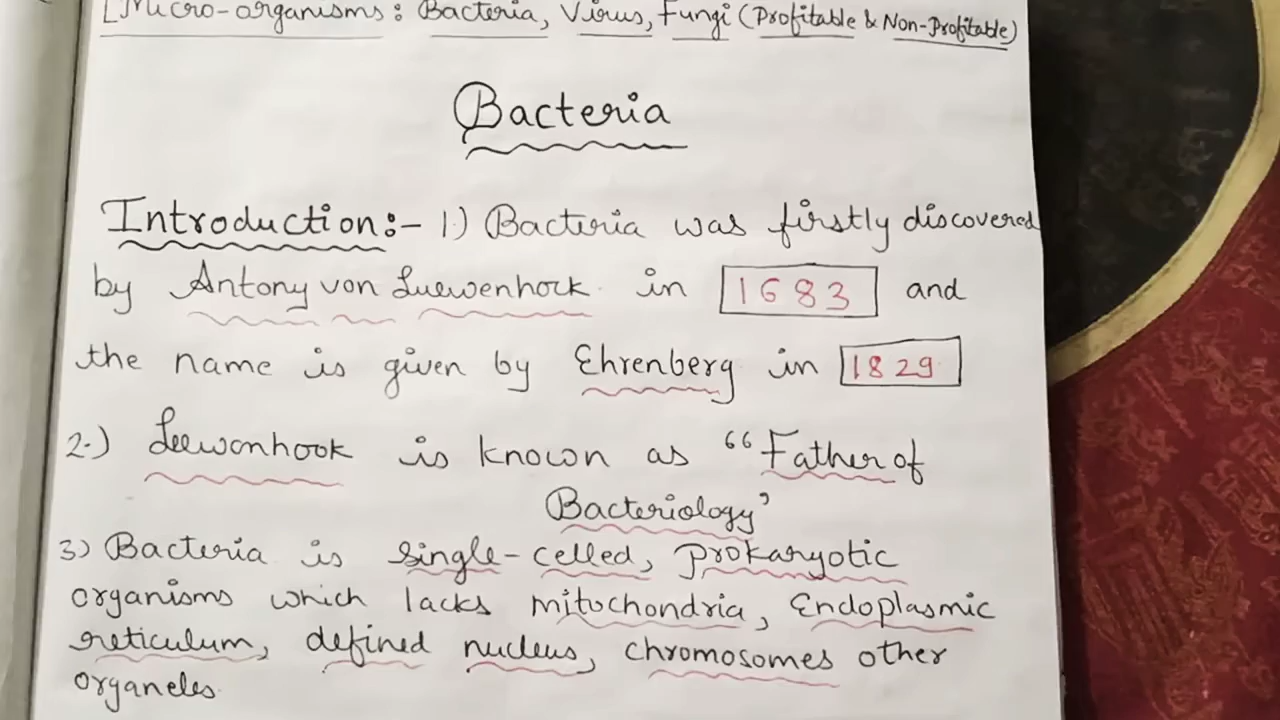 [Micro-organisms: Bacteria, Virus, Fungi (Profitable & Non-Profitable)
Bacteria
Introduction:- 1.) Bacteria was firstly discovered
by Antony von Luewenhock in 1683 and
the name is given by Ehrenberg in 1829
2.) Leewonhook is known as “Father of
Bacteriology’
3) Bacteria is single-celled, prokaryotic
organisms which lacks mitochondria, Endoplasmic
reticulum, defined nucleus, chromosomes other
organeles